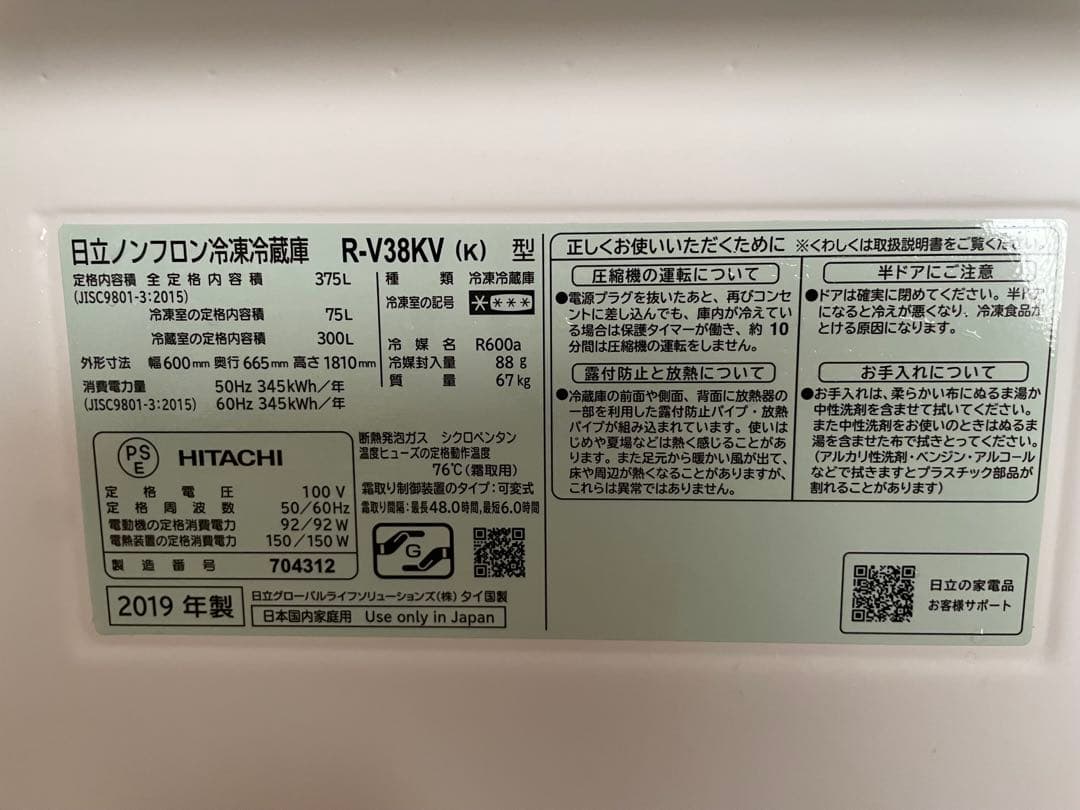 日立ノンフロン冷凍冷蔵庫 R-V38KV (K) 型
定格内容積 全定格内容積 375L
(JISC9801-3:2015)
冷凍室の定格内容積 75L
冷蔵室の定格内容積 300L
外形寸法 幅600mm 奥行665mm 高さ1810mm
消費電力量 50Hz 345kWh/年
(JISC9801-3:2015) 60Hz 345kWh/年
種類 冷凍冷蔵庫
冷凍室の記号 ****
冷媒名 R600a
冷媒封入量 88g
質量 67kg
PS
E
HITACHI
定格電圧 100V
定格周波数 50/60Hz
電動機の定格消費電力 92/92W
電熱装置の定格消費電力 150/150W
製造番号 704312
断熱発泡ガス シクロペンタン
温度ヒューズの定格動作温度
76℃(霜取用)
霜取り制御装置のタイプ:可変式
霜取り間隔:最長48.0時間,最短6.0時間
G
2019年製
日立グローバルライフソリューションズ(株) タイ国製
日本国内家庭用 Use only in Japan
正しくお使いいただくために ※くわしくは取扱説明書をご覧ください。
圧縮機の運転について
●電源プラグを抜いたあと、再びコンセ
ントに差し込んでも、庫内が冷えてい
る場合は保護タイマーが働き、約10
分間は圧縮機の運転をしません。
露付防止と放熱について
●冷蔵庫の前面や側面、背面に放熱器の
一部を利用した露付防止パイプ・放熱
パイプが組み込まれています。使いは
じめや夏場などは熱く感じることがあ
ります。また足元から暖かい風が出て、
床や周辺が熱くなることがありますが、
これらは異常ではありません。
半ドアにご注意
●ドアは確実に閉めてください。半ドア
になると冷えが悪くなり、冷凍食品が
とける原因になります。
お手入れについて
●お手入れは、柔らかい布にぬるま湯か
中性洗剤を含ませて拭いてください。
また中性洗剤をお使いのときはぬるま
湯を含ませた布で拭きとってください。
(アルカリ性洗剤・ベンジン・アルコール
などで拭きますとプラスチック部品が
割れることがあります)
日立の家電品
お客様サポート